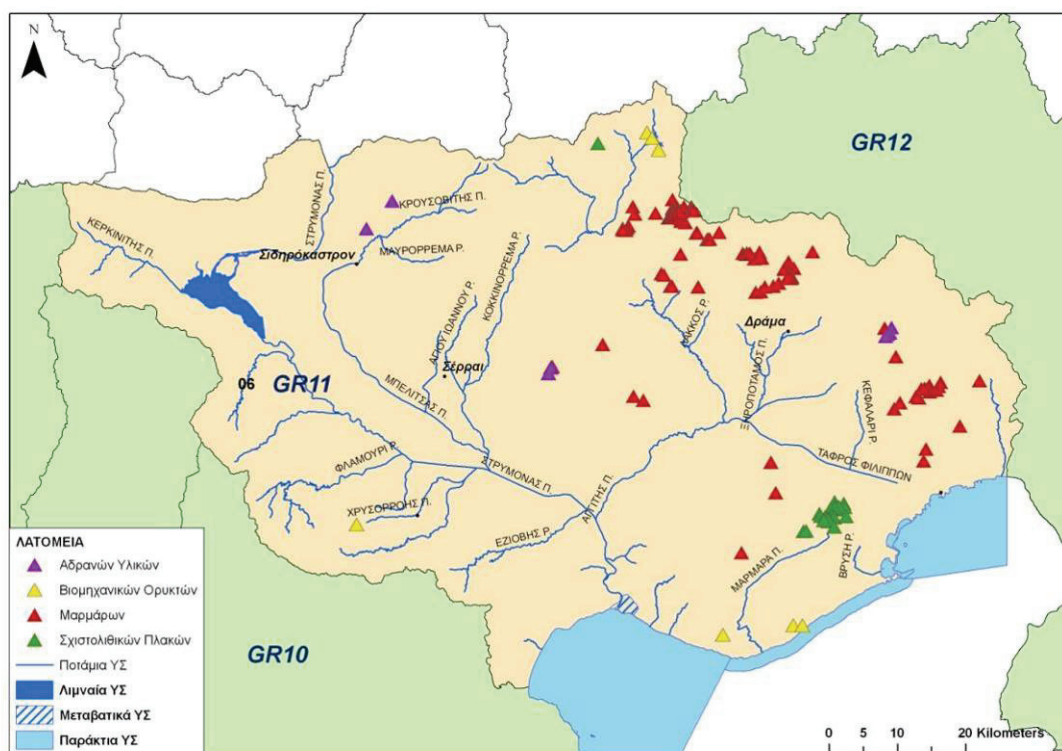 N
GR12
ΚΡΟΥΣΟΒΙΤΗΣ Π.
ΣΤΡΥΜΟΝΑΣ Π.
ΚΕΡΚΙΝΙΤΗΣ Π.
Σιδηρόκαστρον
ΜΑΥΡΟΡΡΕΜΑ Ρ.
ΚΟΚΚΙΝΟΡΡΕΜΑ Ρ.
ΑΓΙΟΥ ΙΩΑΝΝΟΥ Ρ.
ΛΑΚΚΟΣ Ρ.
Δράμα
Σέρραι
06
GR11
ΜΠΕΛΙΤΣΑΣ Π.
ΞΗΡΟΠΟΤΑΜΟΣ Π.
ΚΕΦΑΛΑΡΙ Ρ.
ΦΛΑΜΟΥΡΙ Ρ.
ΣΤΡΥΜΟΝΑΣ Π.
ΤΑΦΡΟΣ ΦΙΛΙΠΠΩΝ
ΧΡΥΣΟΡΡΟΗΣ Π.
ΑΓΓΙΤΗΣ Π.
ΕΖΙΟΒΗΣ Ρ.
ΜΑΡΜΑΡΑ Π.
ΒΡΥΣΗ Ρ.
GR10
ΛΑΤΟΜΕΙΑ
Αδρανών Υλικών
Βιομηχανικών Ορυκτών
Μαρμάρων
Σχιστολιθικών Πλακών
Ποτάμια ΥΣ
Λιμναία ΥΣ
Μεταβατικά ΥΣ
Παράκτια ΥΣ
0 5 10 20 Kilometers